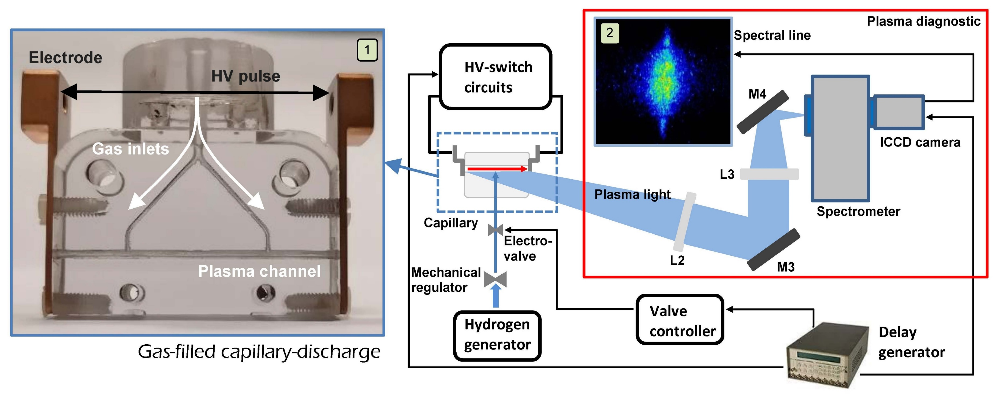 Electrode
HV pulse
1
Gas inlets
Plasma channel
Gas-filled capillary-discharge
HV-switch
circuits
Capillary
Electro-
valve
Mechanical
regulator
Hydrogen
generator
Valve
controller
Delay
generator
Plasma diagnostic
2
Spectral line
M4
ICCD camera
L3
Plasma light
Spectrometer
L2
M3